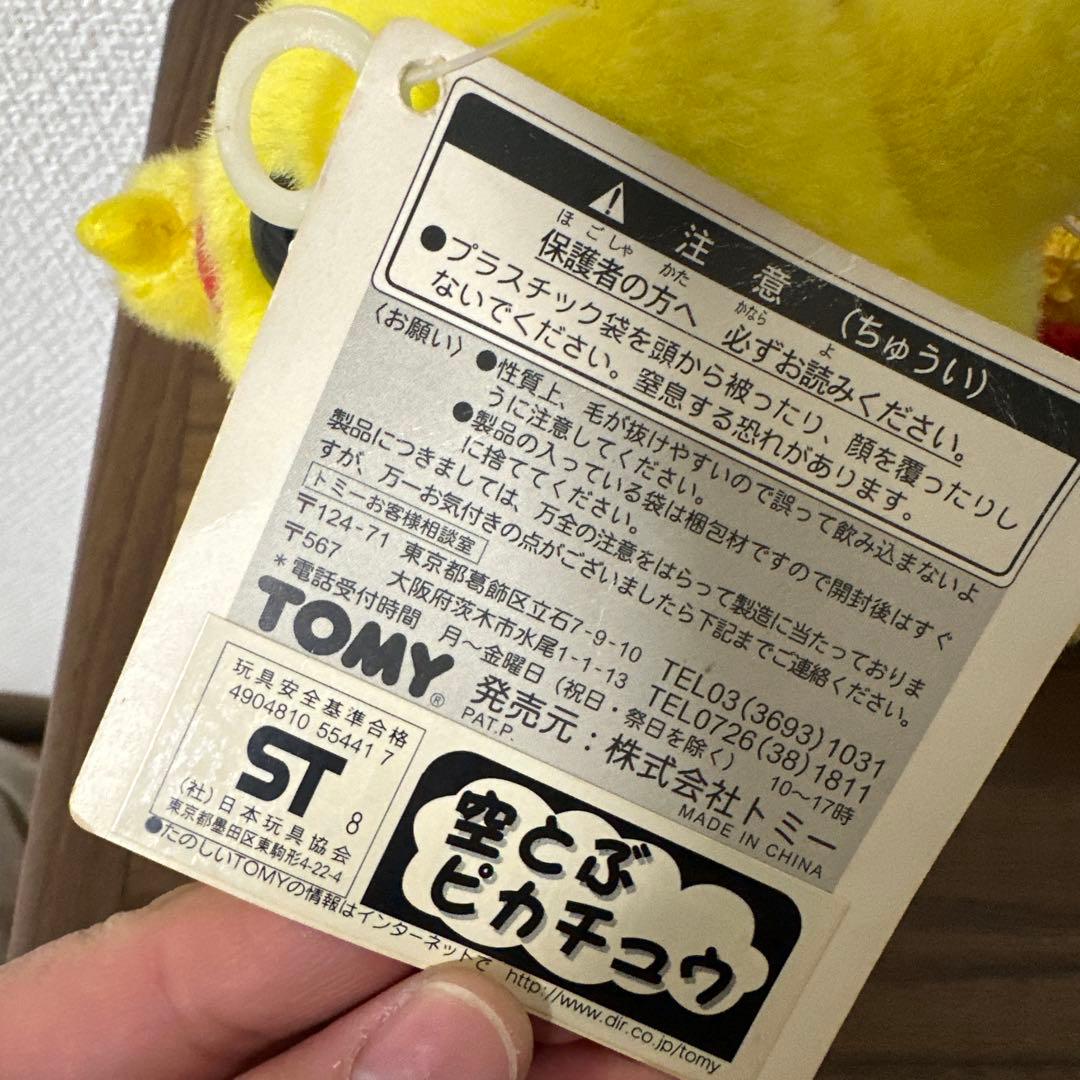 注意(ちゅうい)
ほごしゃ かた かなら よ
保護者の方へ 必ずお読みください。
●プラスチック袋を頭から被ったり、顔を覆ったりし
ないでください。窒息する恐れがあります。
〈お願い〉●性質上、毛が抜けやすいので誤って飲み込まないよ
うに注意してください。
●製品の入っている袋は梱包材ですので開封後はすぐ
に捨ててください。
製品につきましては、万全の注意をはらって製造に当たっておりま
すが、万一お気付きの点がございましたら下記までご連絡ください。
トミーお客様相談室
〒124-71 東京都葛飾区立石7-9-10 TEL03(3693)1031
〒567 大阪府茨木市水尾1-1-13 TEL0726(38)1811
*電話受付時間 月～金曜日(祝日・祭日を除く) 10～17時
TOMY® 発売元:株式会社トミー
PAT.P. MADE IN CHINA
玩具安全基準合格
4904810 55441 7
ST 8
(社)日本玩具協会
東京都墨田区東駒形4-22-4
空とぶ
ピカチュウ
●たのしいTOMYの情報はインターネットで http://www.dir.co.jp/tomy